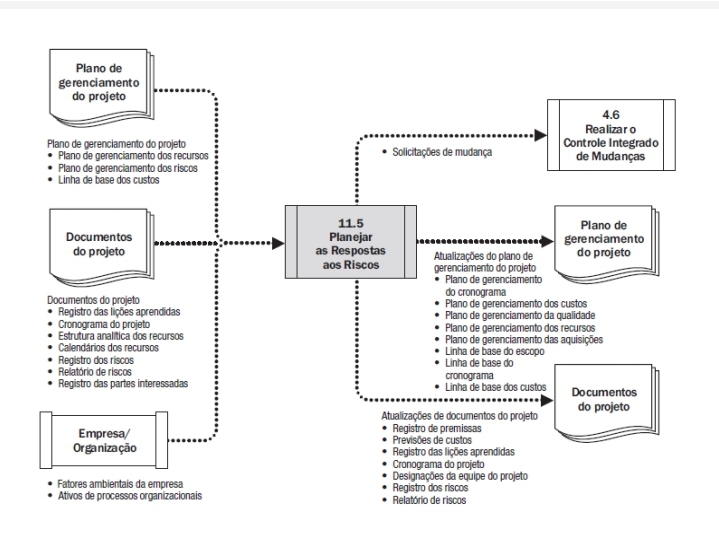 Plano de
gerenciamento
do projeto
Plano de gerenciamento do projeto
• Plano de gerenciamento dos recursos
• Plano de gerenciamento dos riscos
• Linha de base dos custos
Documentos
do projeto
Documentos do projeto
• Registro das lições aprendidas
• Cronograma do projeto
• Estrutura analítica dos recursos
• Calendários dos recursos
• Registro dos riscos
• Relatório de riscos
• Registro das partes interessadas
Empresa/
Organização
• Fatores ambientais da empresa
• Ativos de processos organizacionais
11.5
Planejar
as Respostas
aos Riscos
• Solicitações de mudança
4.6
Realizar o
Controle Integrado
de Mudanças
Atualizações do plano de
gerenciamento do projeto
• Plano de gerenciamento
do cronograma
• Plano de gerenciamento dos custos
• Plano de gerenciamento da qualidade
• Plano de gerenciamento dos recursos
• Plano de gerenciamento das aquisições
• Linha de base do escopo
• Linha de base do
cronograma
• Linha de base dos custos
Plano de
gerenciamento
do projeto
Atualizações de documentos do projeto
• Registro de premissas
• Previsões de custos
• Registro das lições aprendidas
• Cronograma do projeto
• Designações da equipe do projeto
• Registro dos riscos
• Relatório de riscos
Documentos
do projeto